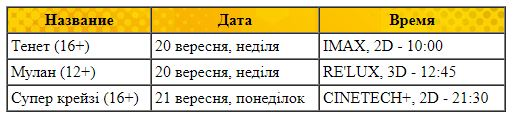 Название Дата Время
Тенет (16+) 20 вересня, неділя IMAX, 2D - 10:00
Мулан (12+) 20 вересня, неділя RE'LUX, 3D - 12:45
Супер крейзі (16+) 21 вересня, понеділок CINETECH+, 2D - 21:30